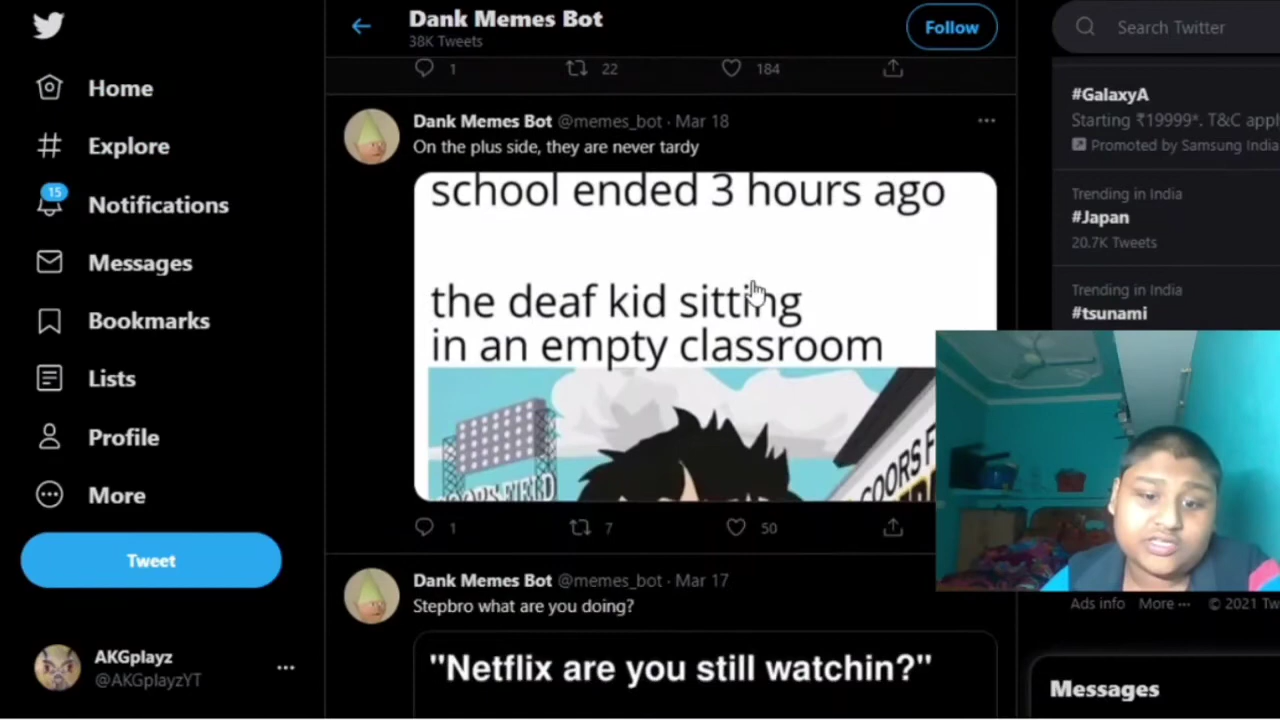 Home
Explore
15
Notifications
Messages
Bookmarks
Lists
Profile
More
Tweet
AKGplayz
@AKGplayzYT
Dank Memes Bot
38K Tweets
Follow
1 22 184
Dank Memes Bot @memes_bot · Mar 18
On the plus side, they are never tardy
school ended 3 hours ago
the deaf kid sitting
in an empty classroom
COORS FIELD
COORS F
1 7 50
Dank Memes Bot @memes_bot · Mar 17
Stepbro what are you doing?
"Netflix are you still watchin?"
Search Twitter
#GalaxyA
Starting ₹19999*. T&C appl
Promoted by Samsung India
Trending in India
#Japan
20.7K Tweets
Trending in India
#tsunami
Ads info More ··· © 2021 Tw
Messages